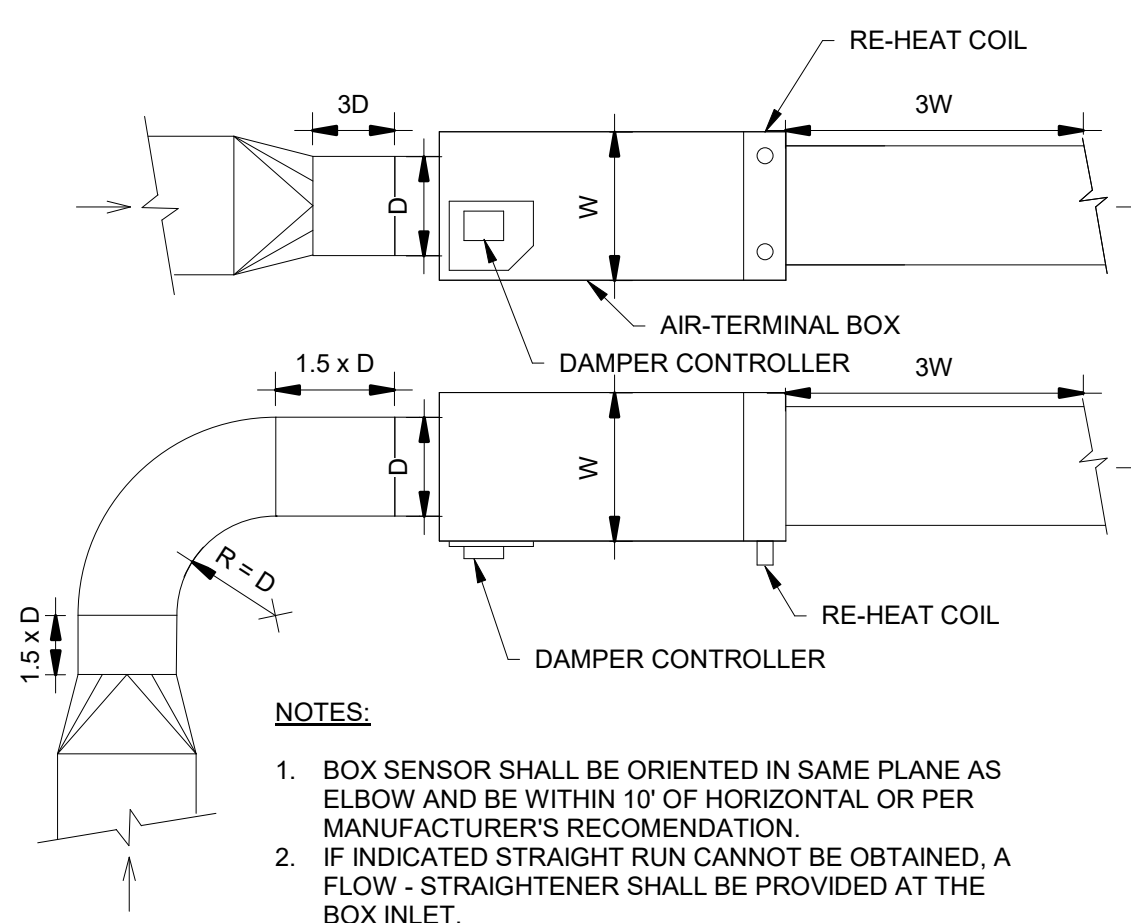 RE-HEAT COIL
3D
3W
D
W
AIR-TERMINAL BOX
DAMPER CONTROLLER
1.5 x D
3W
D
W
R = D
1.5 x D
RE-HEAT COIL
DAMPER CONTROLLER
NOTES:
1. BOX SENSOR SHALL BE ORIENTED IN SAME PLANE AS
ELBOW AND BE WITHIN 10' OF HORIZONTAL OR PER
MANUFACTURER'S RECOMENDATION.
2. IF INDICATED STRAIGHT RUN CANNOT BE OBTAINED, A
FLOW - STRAIGHTENER SHALL BE PROVIDED AT THE
BOX INLET.